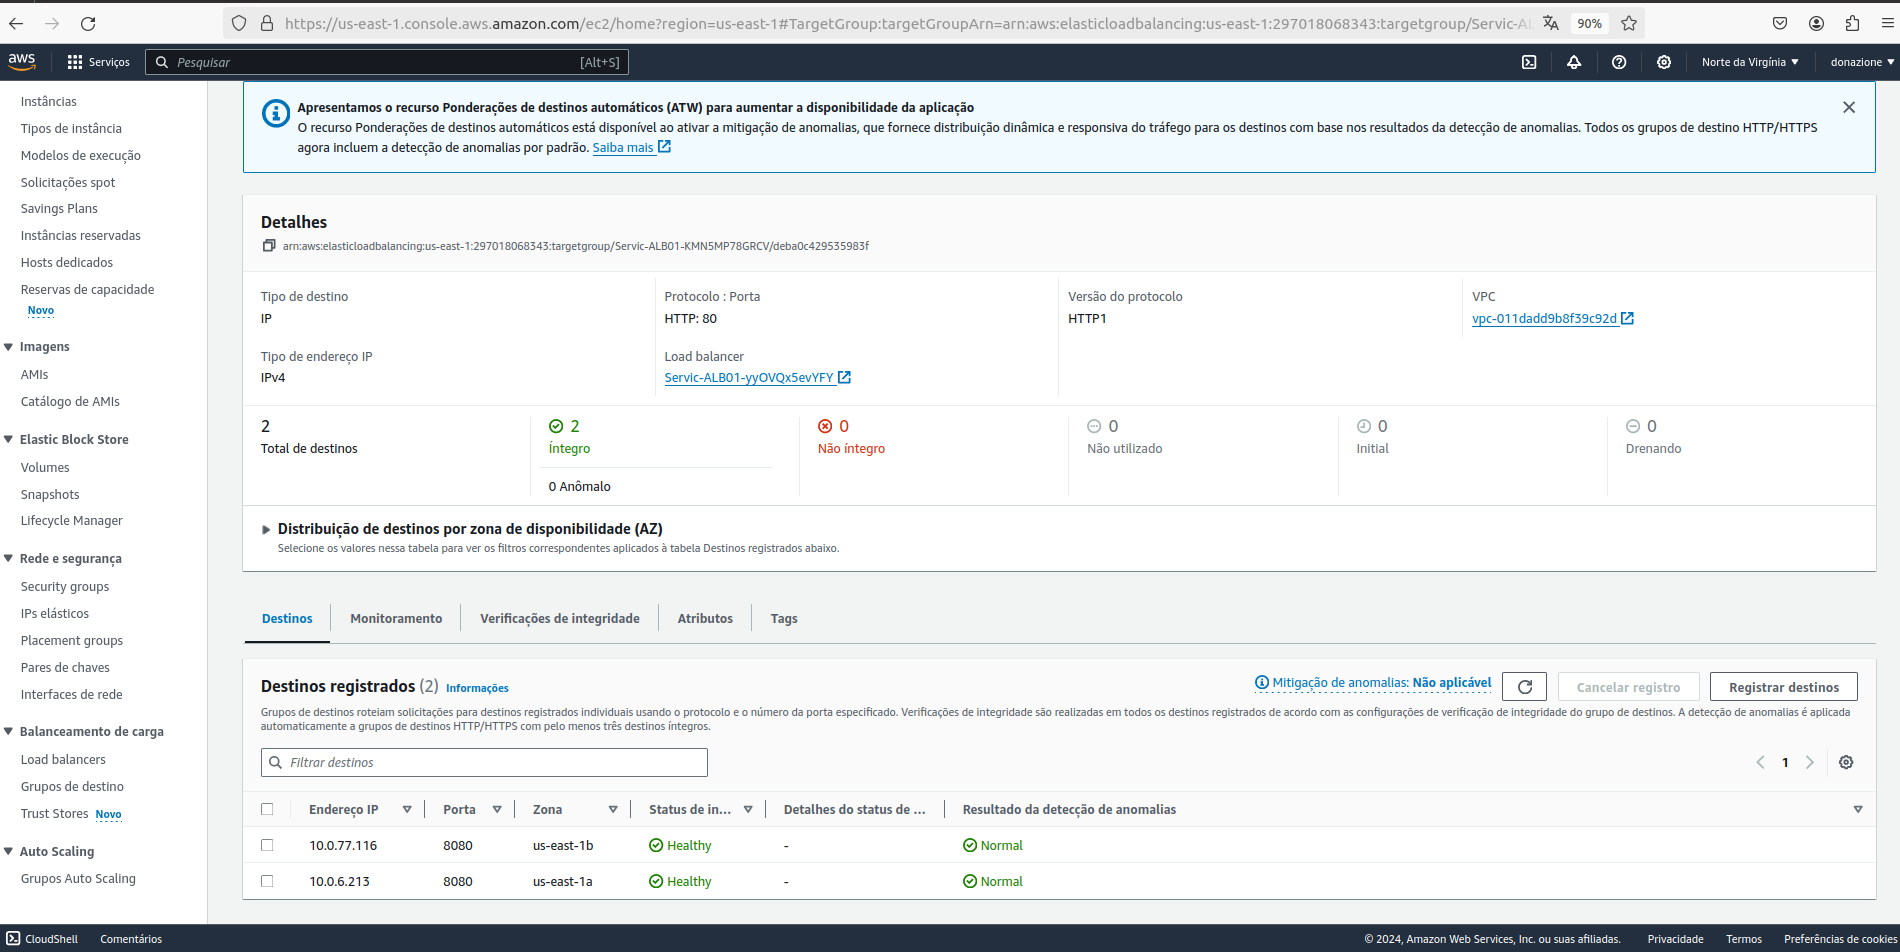 https://us-east-1.console.aws.amazon.com/ec2/home?region=us-east-1#TargetGroup:targetGroupArn=arn:aws:elasticloadbalancing:us-east-1:297018068343:targetgroup/Servic-AL
90%
aws
Serviços
Pesquisar
[Alt+S]
Norte da Virgínia
donazione
Instâncias
Tipos de instância
Modelos de execução
Solicitações spot
Savings Plans
Instâncias reservadas
Hosts dedicados
Reservas de capacidade
Novo
Imagens
AMIs
Catálogo de AMIs
Elastic Block Store
Volumes
Snapshots
Lifecycle Manager
Rede e segurança
Security groups
IPs elásticos
Placement groups
Pares de chaves
Interfaces de rede
Balanceamento de carga
Load balancers
Grupos de destino
Trust Stores Novo
Auto Scaling
Grupos Auto Scaling
Apresentamos o recurso Ponderações de destinos automáticos (ATW) para aumentar a disponibilidade da aplicação
O recurso Ponderações de destinos automáticos está disponível ao ativar a mitigação de anomalias, que fornece distribuição dinâmica e responsiva do tráfego para os destinos com base nos resultados da detecção de anomalias. Todos os grupos de destino HTTP/HTTPS
agora incluem a detecção de anomalias por padrão. Saiba mais
Detalhes
arn:aws:elasticloadbalancing:us-east-1:297018068343:targetgroup/Servic-ALB01-KMN5MP78GRCV/deba0c429535983f
Tipo de destino
IP
Protocolo : Porta
HTTP: 80
Versão do protocolo
HTTP1
VPC
vpc-011dadd9b8f39c92d
Tipo de endereço IP
IPv4
Load balancer
Servic-ALB01-yyOVQx5evYFY
2
Total de destinos
2
Íntegro
0 Anômalo
0
Não íntegro
0
Não utilizado
0
Initial
0
Drenando
Distribuição de destinos por zona de disponibilidade (AZ)
Selecione os valores nessa tabela para ver os filtros correspondentes aplicados à tabela Destinos registrados abaixo.
Destinos
Monitoramento
Verificações de integridade
Atributos
Tags
Destinos registrados (2) Informações
Mitigação de anomalias: Não aplicável
Cancelar registro
Registrar destinos
Grupos de destino roteiam solicitações para destinos registrados individuais usando o protocolo e o número da porta especificado. Verificações de integridade são realizadas em todos os destinos registrados de acordo com as configurações de verificação de integridade do grupo de destinos. A detecção de anomalias é aplicada
automaticamente a grupos de destinos HTTP/HTTPS com pelo menos três destinos íntegros.
Filtrar destinos
1
Endereço IP Porta Zona Status de in... Detalhes do status de ... Resultado da detecção de anomalias
10.0.77.116 8080 us-east-1b Healthy - Normal
10.0.6.213 8080 us-east-1a Healthy - Normal
CloudShell
Comentários
© 2024, Amazon Web Services, Inc. ou suas afiliadas.
Privacidade
Termos
Preferências de cookies